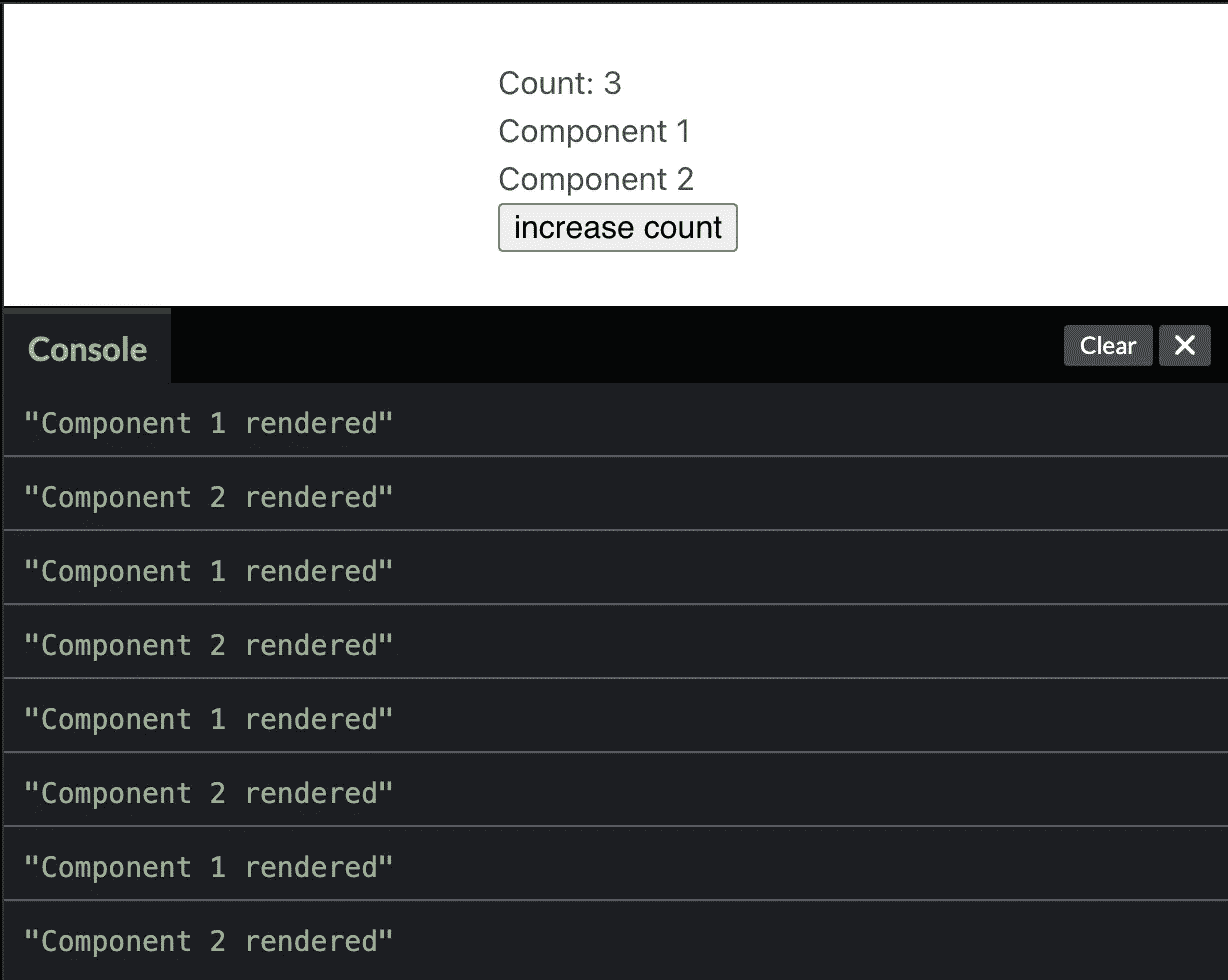 Count: 3
Component 1
Component 2
increase count
Console
Clear
"Component 1 rendered"
"Component 2 rendered"
"Component 1 rendered"
"Component 2 rendered"
"Component 1 rendered"
"Component 2 rendered"
"Component 1 rendered"
"Component 2 rendered"